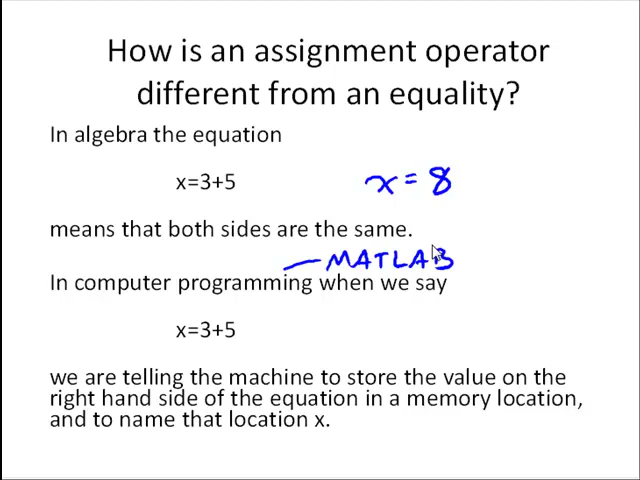 How is an assignment operator
different from an equality?
In algebra the equation
x=3+5
x = 8
means that both sides are the same.
MATLAB
In computer programming when we say
x=3+5
we are telling the machine to store the value on the
right hand side of the equation in a memory location,
and to name that location x.